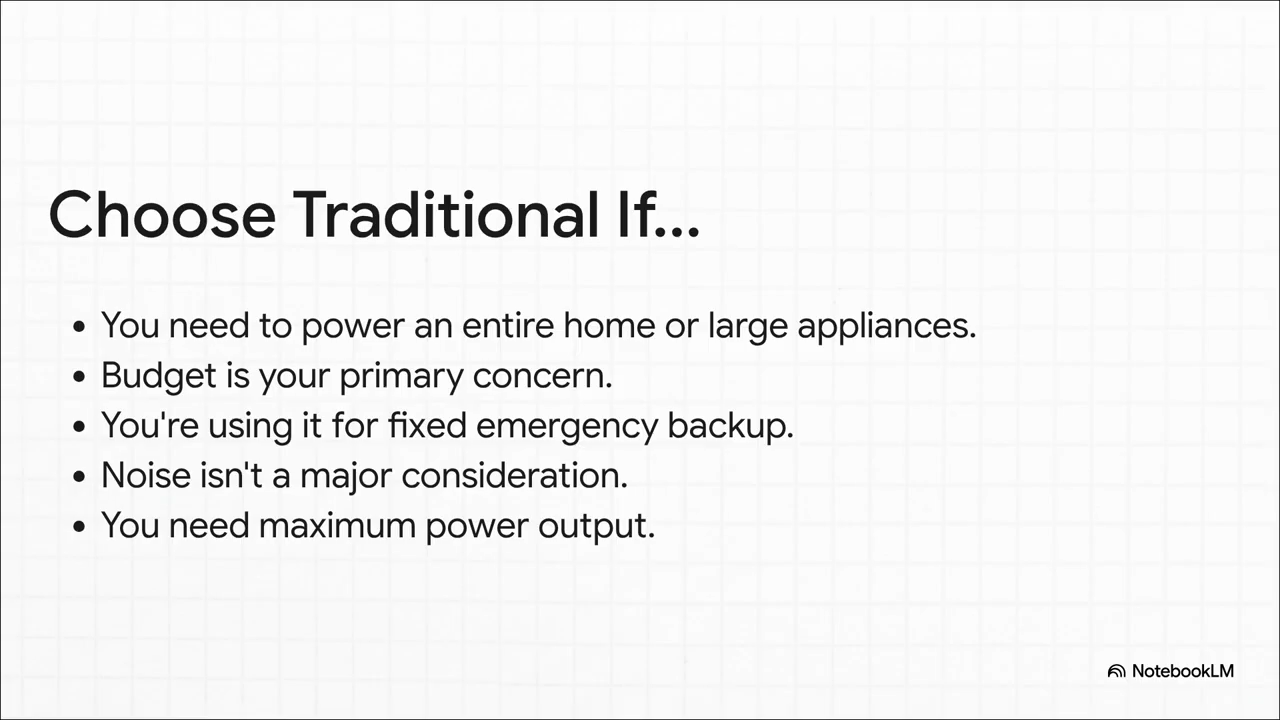 Choose Traditional If...
• You need to power an entire home or large appliances.
• Budget is your primary concern.
• You're using it for fixed emergency backup.
• Noise isn't a major consideration.
• You need maximum power output.
NotebookLM